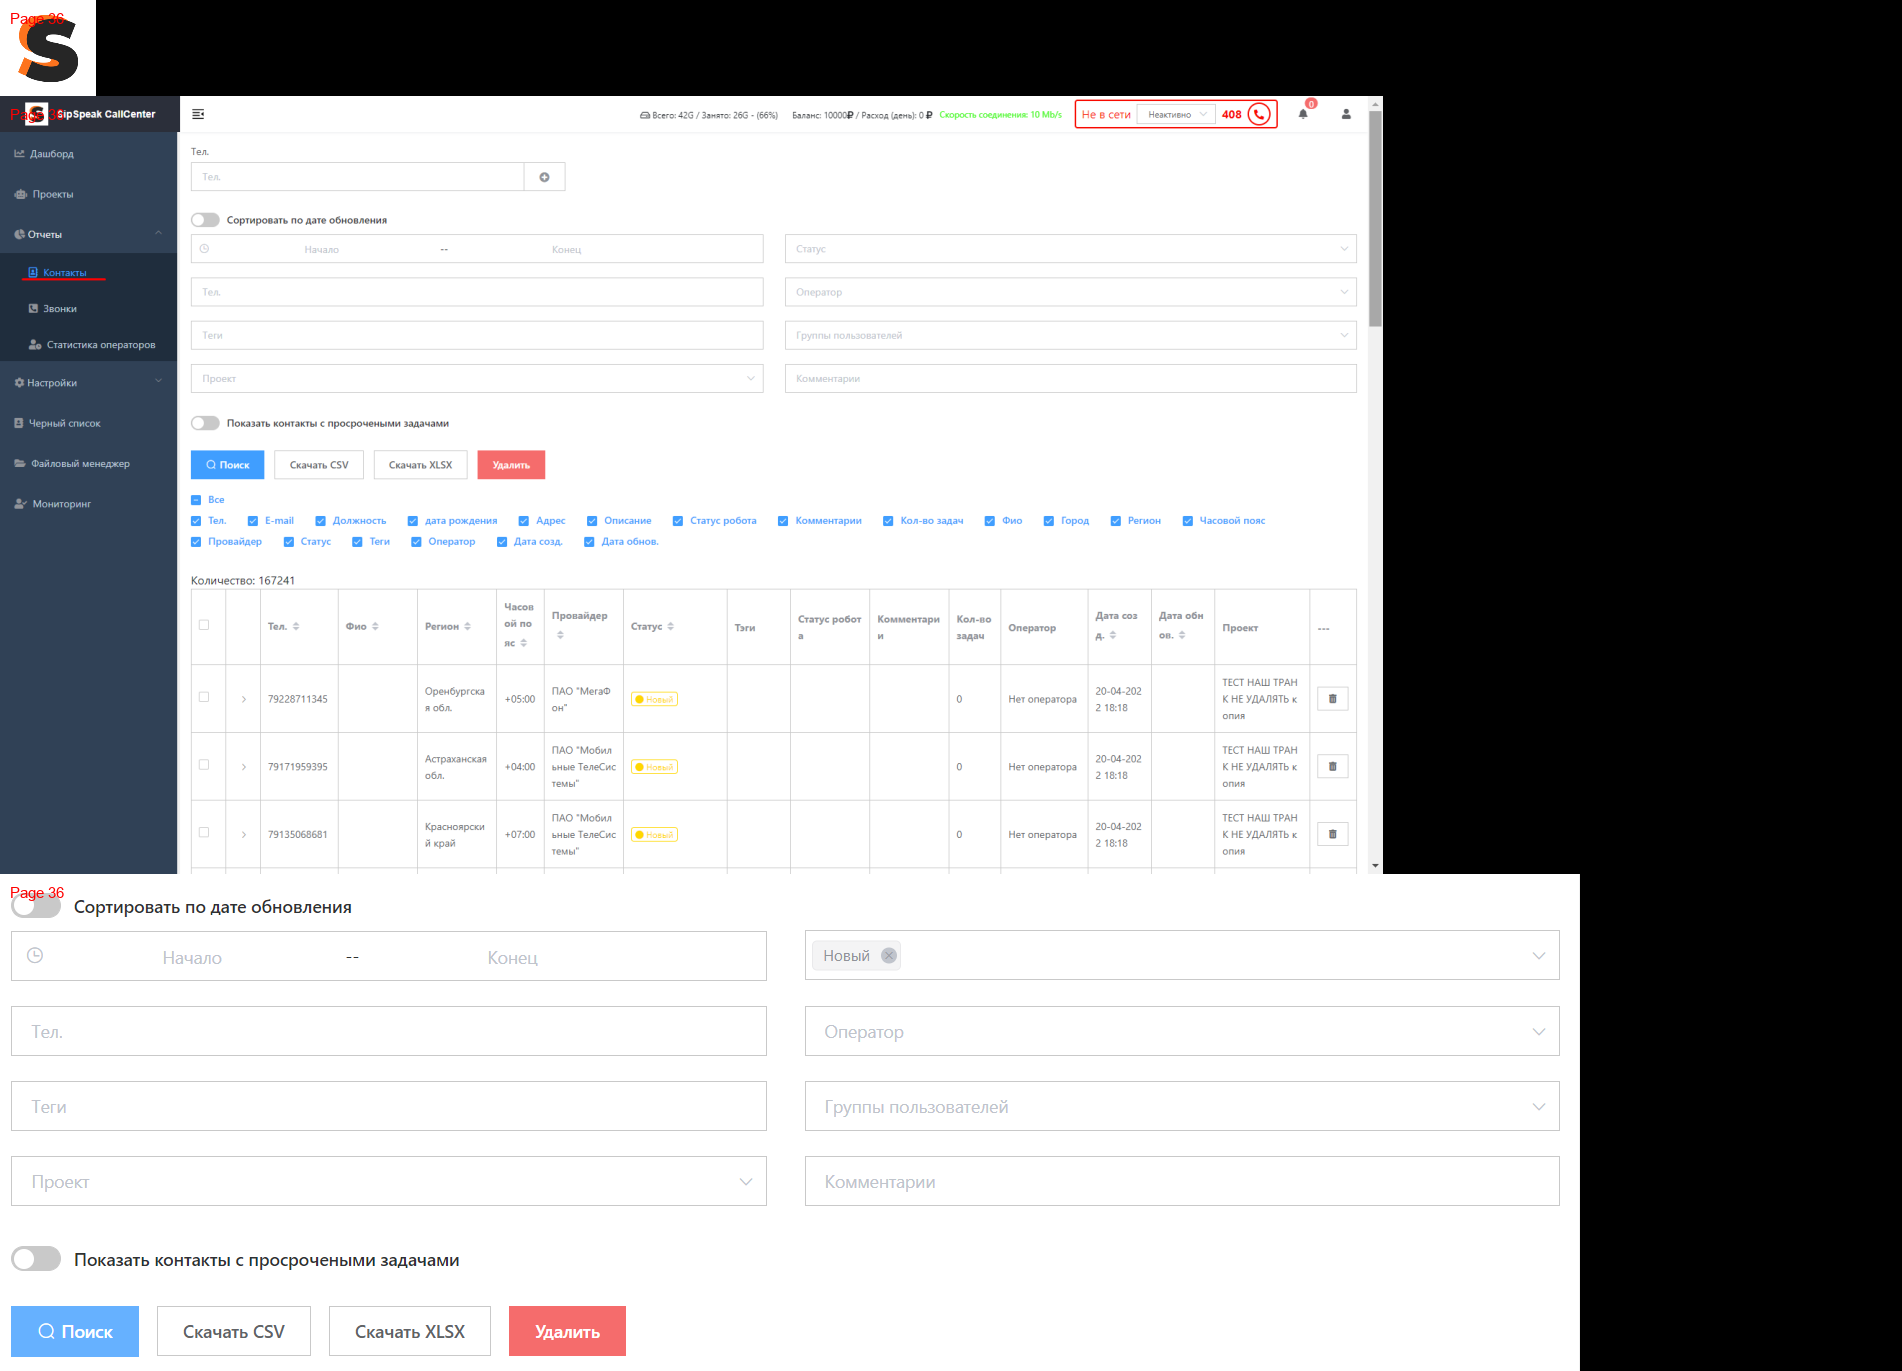 Page 36
Page 36
SipSpeak CallCenter
Всего: 42G / Занято: 26G - (66%) Баланс: 10000₽ / Расход (день): 0 ₽ Скорость соединения: 10 Mb/s Не в сети Неактивно 408 0
Дашборд
Проекты
Отчеты
Контакты
Звонки
Статистика операторов
Настройки
Черный список
Файловый менеджер
Мониторинг
Тел.
Тел.
Сортировать по дате обновления
Начало -- Конец Статус
Тел. Оператор
Теги Группы пользователей
Проект Комментарии
Показать контакты с просрочеными задачами
Поиск Скачать CSV Скачать XLSX Удалить
Все
Тел. E-mail Должность дата рождения Адрес Описание Статус робота Комментарии Кол-во задач Фио Город Регион Часовой пояс
Провайдер Статус Теги Оператор Дата созд. Дата обнов.
Количество: 167241
Тел. Фио Регион Часовой пояс Провайдер Статус Тэги Статус робота Комментарии Кол-во задач Оператор Дата созд. Дата обнов. Проект ---
79228711345 Оренбургская обл. +05:00 ПАО "МегаФон" Новый 0 Нет оператора 20-04-2022 18:18 ТЕСТ НАШ ТРАНК НЕ УДАЛЯТЬ копия
79171959395 Астраханская обл. +04:00 ПАО "Мобильные ТелеСистемы" Новый 0 Нет оператора 20-04-2022 18:18 ТЕСТ НАШ ТРАНК НЕ УДАЛЯТЬ копия
79135068681 Красноярский край +07:00 ПАО "Мобильные ТелеСистемы" Новый 0 Нет оператора 20-04-2022 18:18 ТЕСТ НАШ ТРАНК НЕ УДАЛЯТЬ копия
Page 36
Сортировать по дате обновления
Начало -- Конец Новый
Тел. Оператор
Теги Группы пользователей
Проект Комментарии
Показать контакты с просрочеными задачами
Поиск Скачать CSV Скачать XLSX Удалить